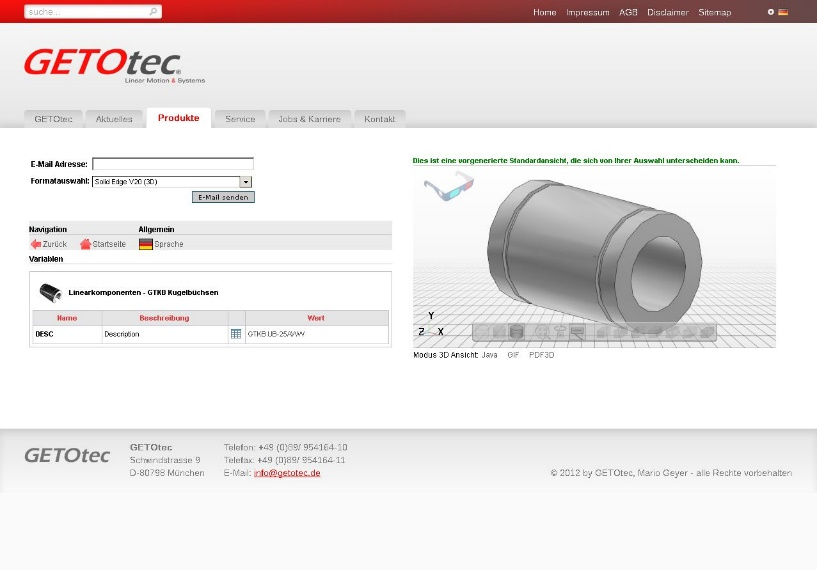 suche...
Home Impressum AGB Disclaimer Sitemap
GETOtec®
Linear Motion & Systems
GETOtec Aktuelles Produkte Service Jobs & Karriere Kontakt
E-Mail Adresse:
Formatauswahl: Solid Edge V20 (3D)
E-Mail senden
Navigation Allgemein
Zurück Startseite Sprache
Variablen
Linearkomponenten - GTKB Kugelbüchsen
Name Beschreibung Wert
DESC Description GTKB UB-25/AWW
Dies ist eine vorgenerierte Standardansicht, die sich von Ihrer Auswahl unterscheiden kann.
Y
Z X
Modus 3D Ansicht: Java GIF PDF3D
GETOtec
GETOtec
Schwindstrasse 9
D-80798 München
Telefon: +49 (0)89/ 954164-10
Telefax: +49 (0)89/ 954164-11
E-Mail: info@getotec.de
© 2012 by GETOtec, Mario Geyer - alle Rechte vorbehalten